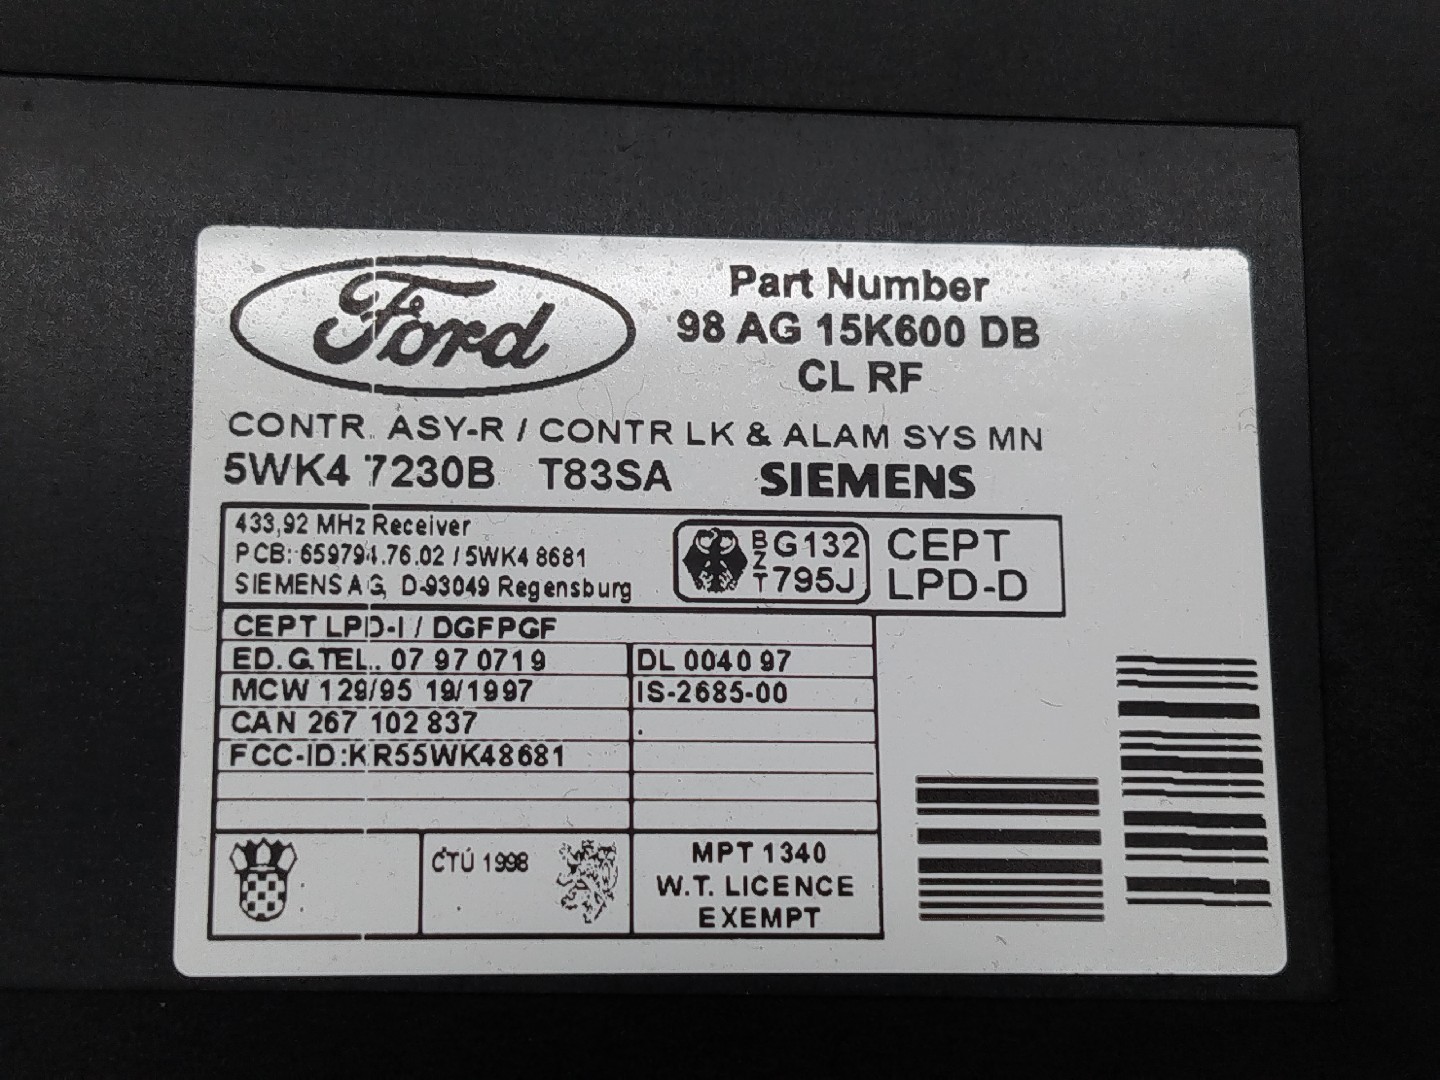 Ford
Part Number
98 AG 15K600 DB
CL RF
CONTR. ASY-R / CONTR LK & ALAM SYS MN
5WK4 7230B T83SA SIEMENS
433,92 MHz Receiver
PCB: 659794.76.02 / 5WK4 8681
SIEMENS AG, D-93049 Regensburg
BZT G132 795J
CEPT
LPD-D
CEPT LPD-I / DGFPGF
ED.G.TEL.. 07 97 0719 DL 0040 97
MCW 129/95 19/1997 IS-2685-00
CAN 267 102 837
FCC-ID:KR55WK48681
ČTÚ 1998
MPT 1340
W.T. LICENCE
EXEMPT